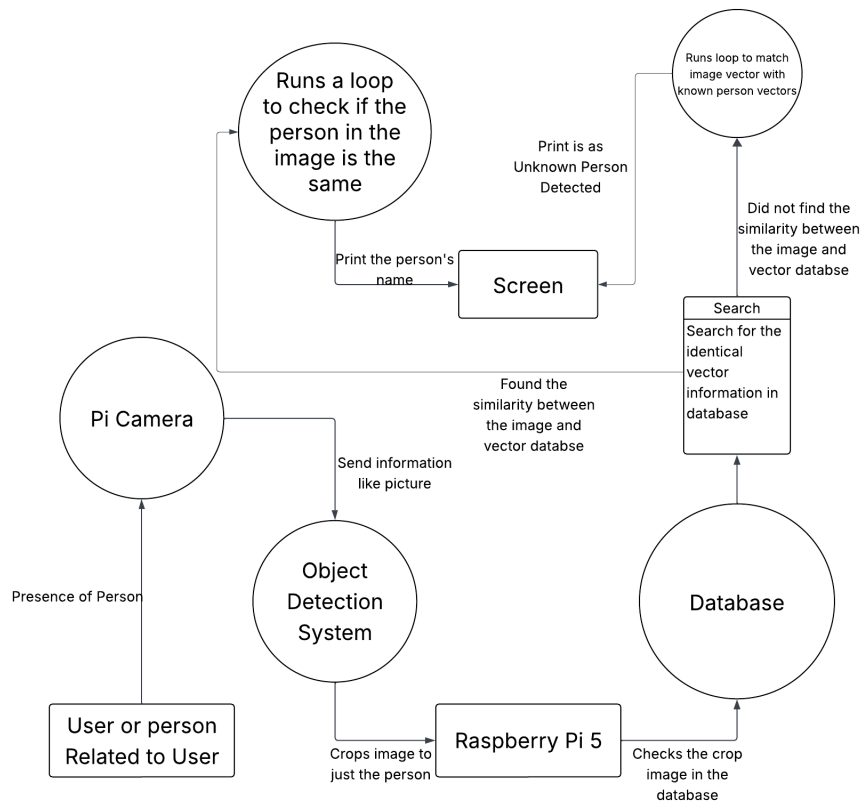 Runs a loop
to check if the
person in the
image is the
same
Runs loop to match
image vector with
known person vectors
Print is as
Unknown Person
Detected
Did not find the
similarity between
the image and
vector databse
Print the person's
name
Screen
Search
Search for the
identical
vector
information in
database
Found the
similarity between
the image and
vector databse
Pi Camera
Send information
like picture
Object
Detection
System
Database
Presence of Person
User or person
Related to User
Crops image to
just the person
Raspberry Pi 5
Checks the crop
image in the
database